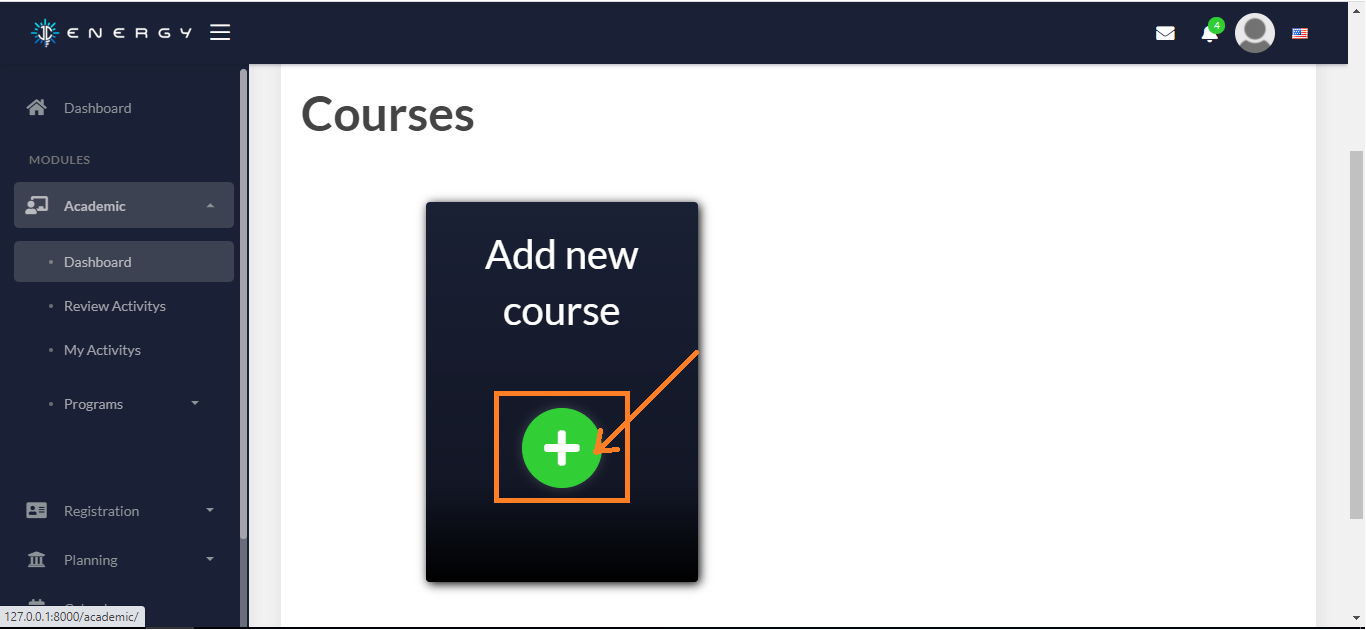 JC ENERGY
4
Dashboard
MODULES
Academic
Dashboard
Review Activitys
My Activitys
Programs
Registration
Planning
127.0.0.1:8000/academic/
Courses
Add new
course